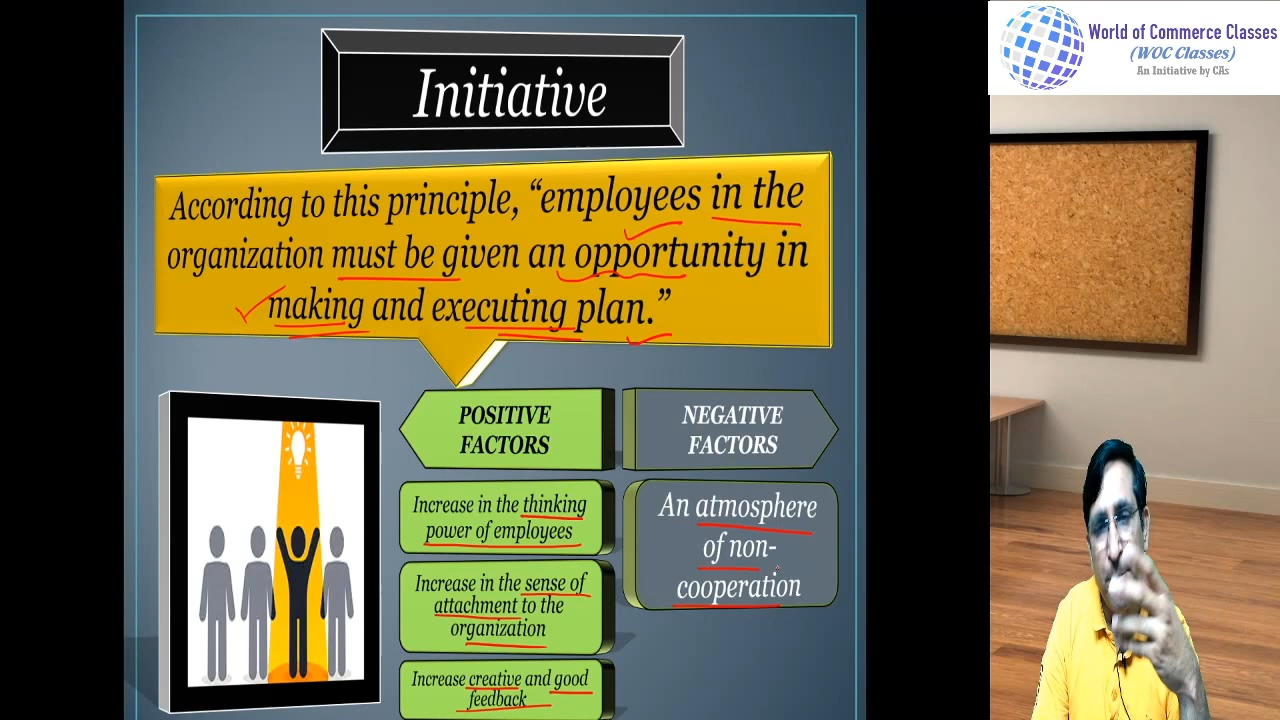 World of Commerce Classes
(WOC Classes)
An Initiative by CAs
Initiative
According to this principle, “employees in the
organization must be given an opportunity in
making and executing plan.”
POSITIVE
FACTORS
Increase in the thinking
power of employees
Increase in the sense of
attachment to the
organization
Increase creative and good
feedback
NEGATIVE
FACTORS
An atmosphere
of non-
cooperation